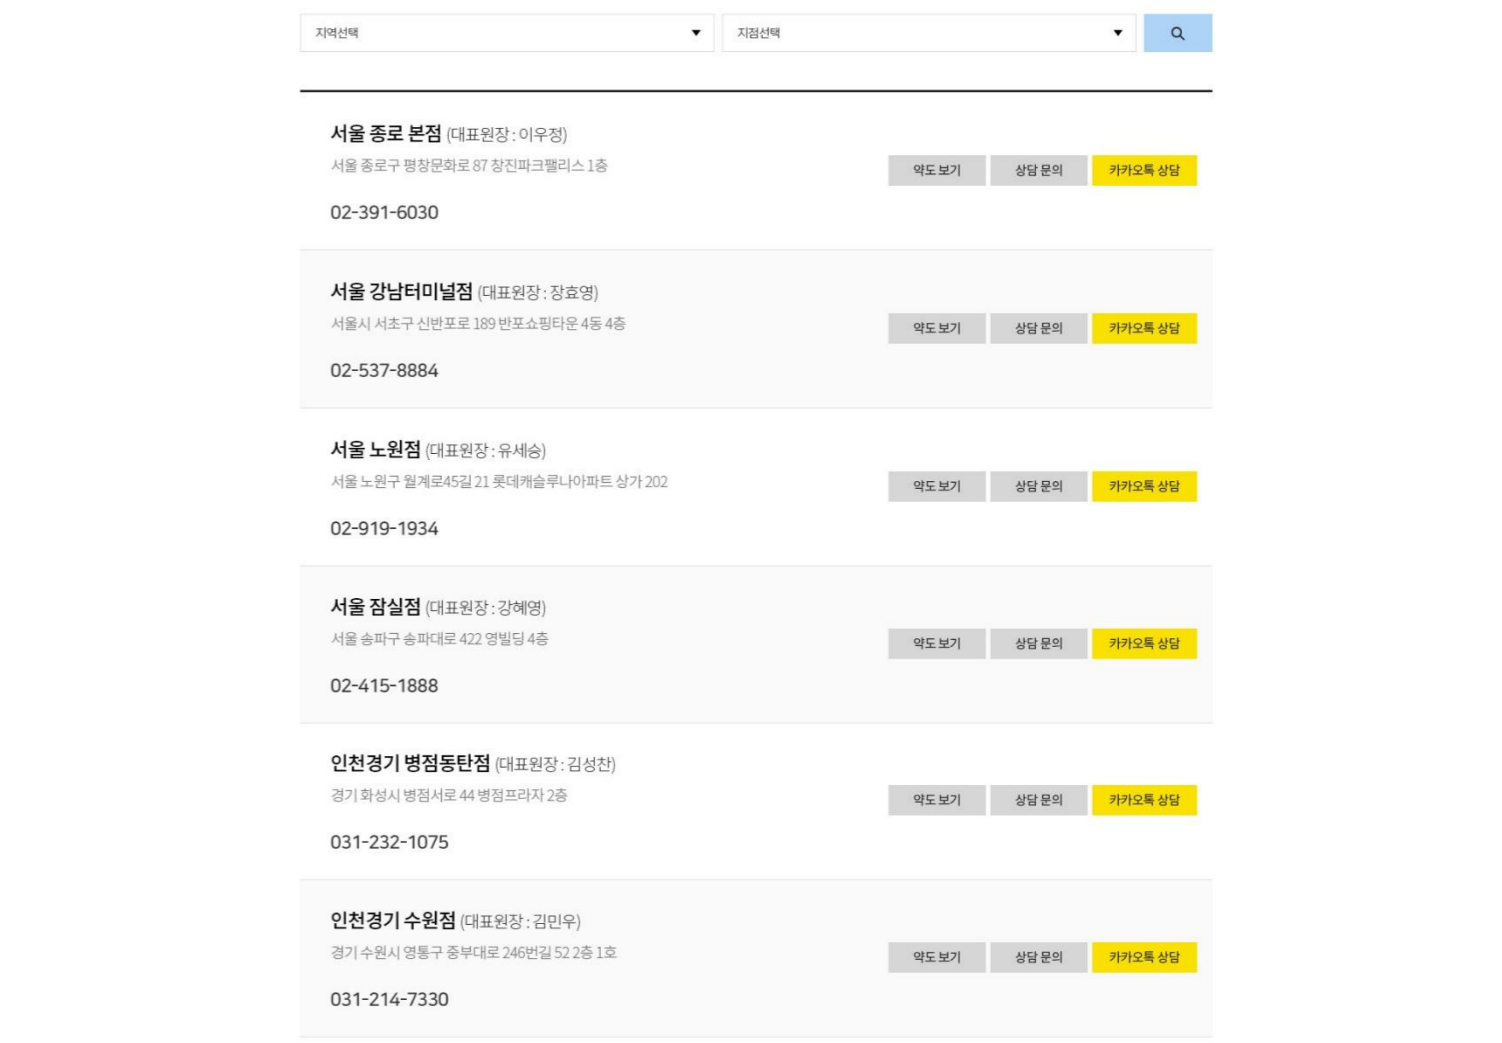 지역선택
지점선택
서울 종로 본점 (대표원장 : 이우정)
서울 종로구 평창문화로 87 창진파크팰리스 1층
02-391-6030
약도 보기
상담 문의
카카오톡 상담
서울 강남터미널점 (대표원장 : 장효영)
서울시 서초구 신반포로 189 반포쇼핑타운 4동 4층
02-537-8884
약도 보기
상담 문의
카카오톡 상담
서울 노원점 (대표원장 : 유세승)
서울 노원구 월계로45길 21 롯데캐슬루나아파트 상가 202
02-919-1934
약도 보기
상담 문의
카카오톡 상담
서울 잠실점 (대표원장 : 강혜영)
서울 송파구 송파대로 422 영빌딩 4층
02-415-1888
약도 보기
상담 문의
카카오톡 상담
인천경기 병점동탄점 (대표원장 : 김성찬)
경기 화성시 병점서로 44 병점프라자 2층
031-232-1075
약도 보기
상담 문의
카카오톡 상담
인천경기 수원점 (대표원장 : 김민우)
경기 수원시 영통구 중부대로 246번길 52 2층 1호
031-214-7330
약도 보기
상담 문의
카카오톡 상담